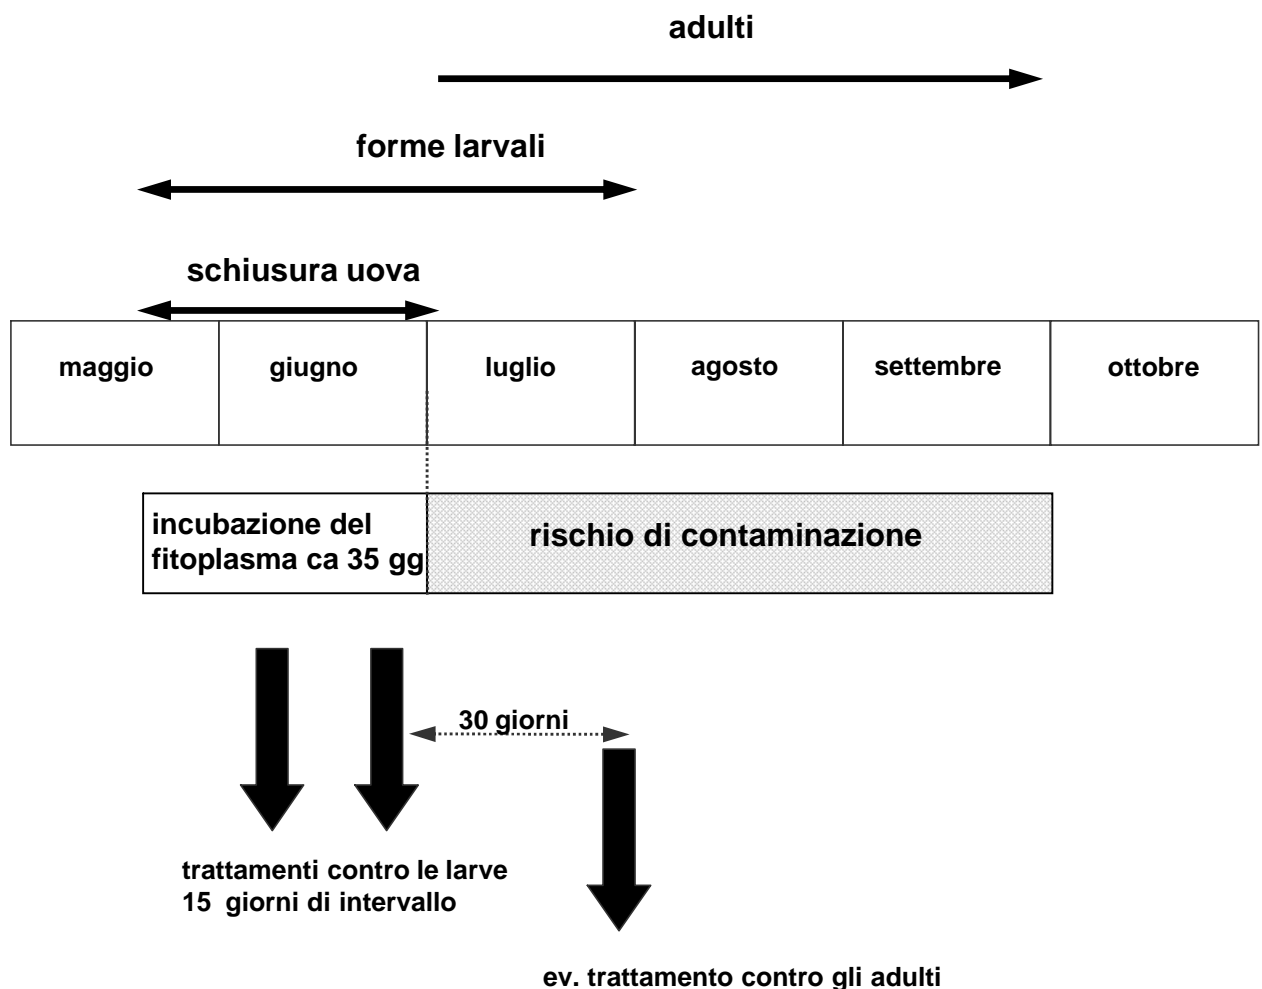 adulti
forme larvali
schiusura uova
maggio
giugno
luglio
agosto
settembre
ottobre
incubazione del
fitoplasma ca 35 gg
rischio di contaminazione
30 giorni
trattamenti contro le larve
15 giorni di intervallo
ev. trattamento contro gli adulti